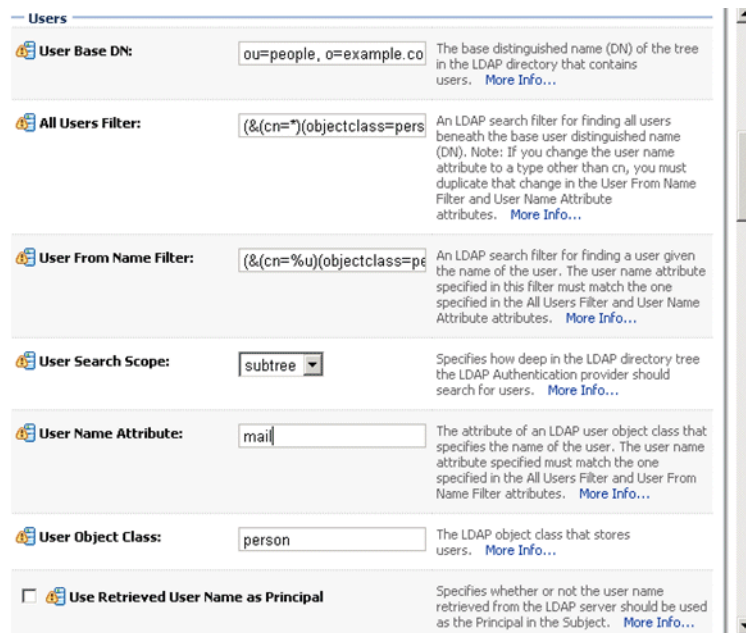 Users
User Base DN:
ou=people, o=example.co
The base distinguished name (DN) of the tree
in the LDAP directory that contains
users. More Info...
All Users Filter:
(&(cn=*)(objectclass=pers
An LDAP search filter for finding all users
beneath the base user distinguished name
(DN). Note: If you change the user name
attribute to a type other than cn, you must
duplicate that change in the User From Name
Filter and User Name Attribute
attributes. More Info...
User From Name Filter:
(&(cn=%u)(objectclass=pe
An LDAP search filter for finding a user given
the name of the user. The user name attribute
specified in this filter must match the one
specified in the All Users Filter and User Name
Attribute attributes. More Info...
User Search Scope:
subtree
Specifies how deep in the LDAP directory tree
the LDAP Authentication provider should
search for users. More Info...
User Name Attribute:
mail
The attribute of an LDAP user object class that
specifies the name of the user. The user name
attribute specified must match the one
specified in the All Users Filter and User From
Name Filter attributes. More Info...
User Object Class:
person
The LDAP object class that stores
users. More Info...
Use Retrieved User Name as Principal
Specifies whether or not the user name
retrieved from the LDAP server should be used
as the Principal in the Subject. More Info...